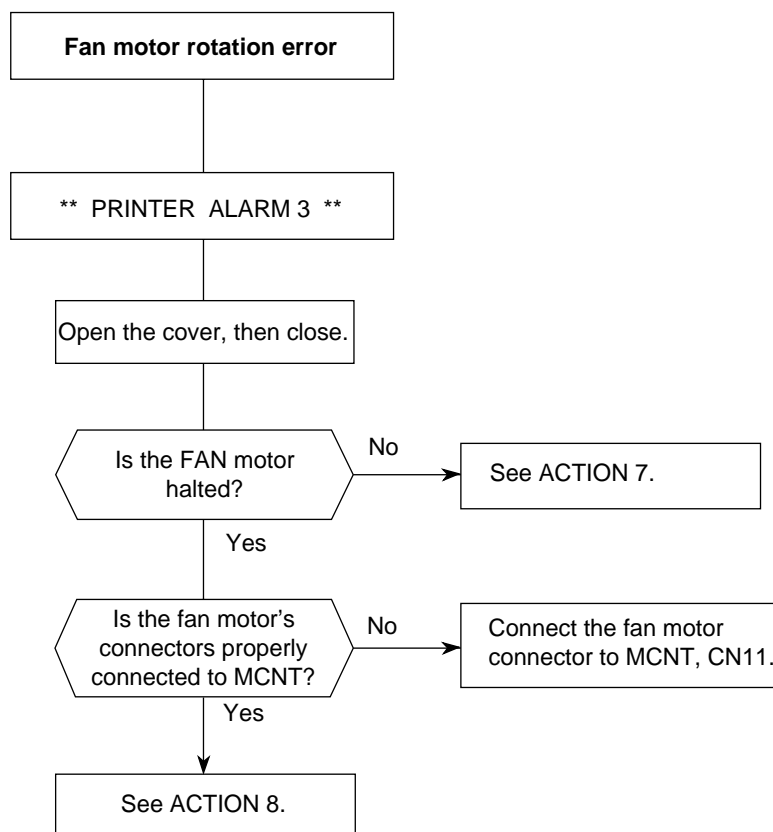 Fan motor rotation error
** PRINTER ALARM 3 **
Open the cover, then close.
Is the FAN motor
halted?
No
See ACTION 7.
Yes
Is the fan motor’s
connectors properly
connected to MCNT?
No
Connect the fan motor
connector to MCNT, CN11.
Yes
See ACTION 8.